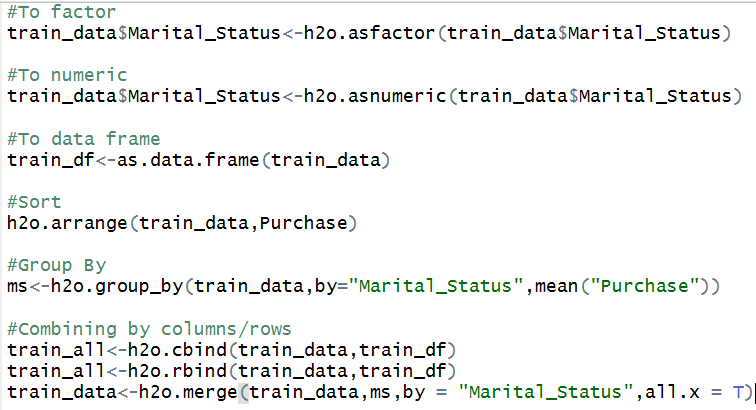 #To factor
train_data$Marital_Status<-h2o.asfactor(train_data$Marital_Status)
#To numeric
train_data$Marital_Status<-h2o.asnumeric(train_data$Marital_Status)
#To data frame
train_df<-as.data.frame(train_data)
#Sort
h2o.arrange(train_data,Purchase)
#Group By
ms<-h2o.group_by(train_data,by="Marital_Status",mean("Purchase"))
#Combining by columns/rows
train_all<-h2o.cbind(train_data,train_df)
train_all<-h2o.rbind(train_data,train_df)
train_data<-h2o.merge(train_data,ms,by = "Marital_Status",all.x = T)